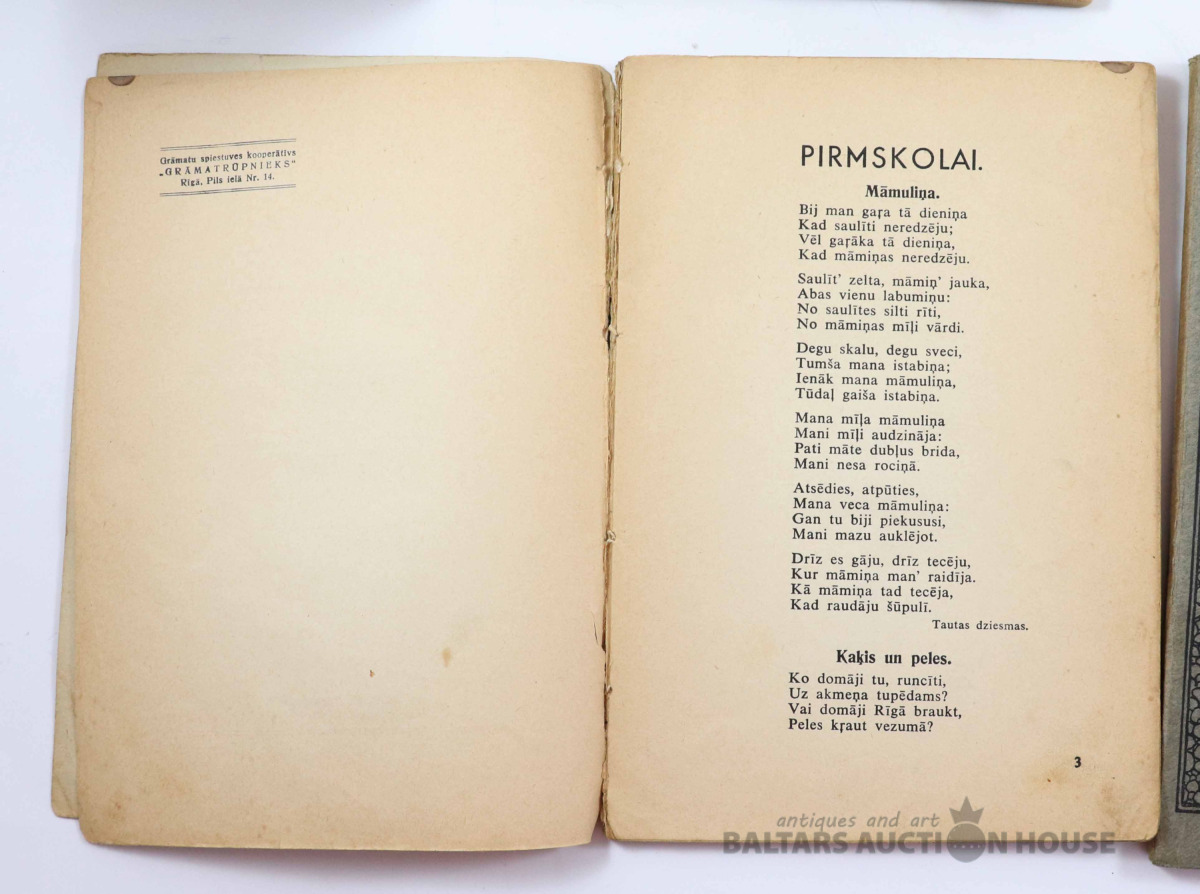 Grāmatu spiestuves kooperātīvs
„GRĀMATRŪPNIEKS"
Rīgā, Pils ielā Nr. 14.
PIRMSKOLAI.
Māmuliņa.
Bij man gaŗa tā dieniņa
Kad saulīti neredzēju;
Vēl gaŗāka tā dieniņa,
Kad māmiņas neredzēju.
Saulīt' zelta, māmiņ' jauka,
Abas vienu labumiņu:
No saulītes silti rīti,
No māmiņas mīļi vārdi.
Degu skalu, degu sveci,
Tumša mana istabiņa;
Ienāk mana māmuliņa,
Tūdaļ gaiša istabiņa.
Mana mīļa māmuliņa
Mani mīļi audzināja:
Pati māte dubļus brida,
Mani nesa rociņā.
Atsēdies, atpūties,
Mana veca māmuliņa:
Gan tu biji piekususi,
Mani mazu auklējot.
Drīz es gāju, drīz tecēju,
Kur māmiņa man' raidīja.
Kā māmiņa tad tecēja,
Kad raudāju šūpulī.
Tautas dziesmas.
Kaķis un peles.
Ko domāji tu, runcīti,
Uz akmeņa tupēdams?
Vai domāji Rīgā braukt,
Peles kŗaut vezumā?
3
antiques and art
BALTARS AUCTION HOUSE